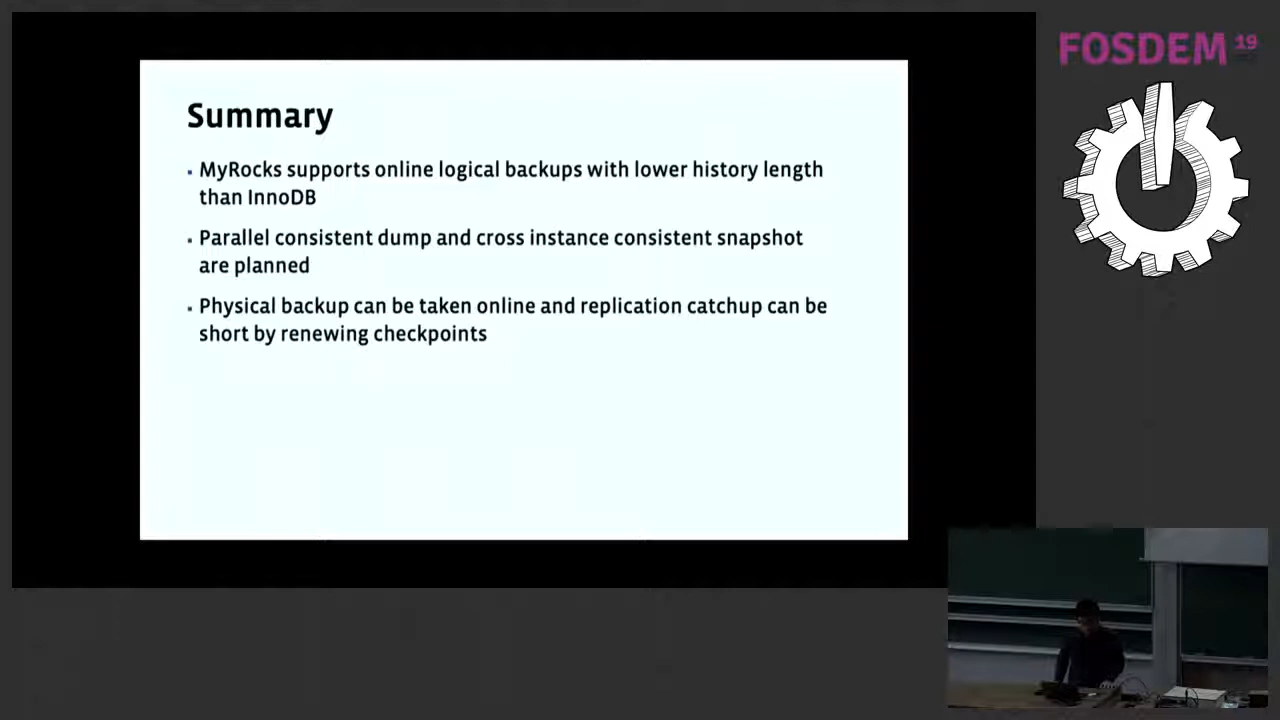 FOSDEM 19
Summary
MyRocks supports online logical backups with lower history length
than InnoDB
Parallel consistent dump and cross instance consistent snapshot
are planned
Physical backup can be taken online and replication catchup can be
short by renewing checkpoints